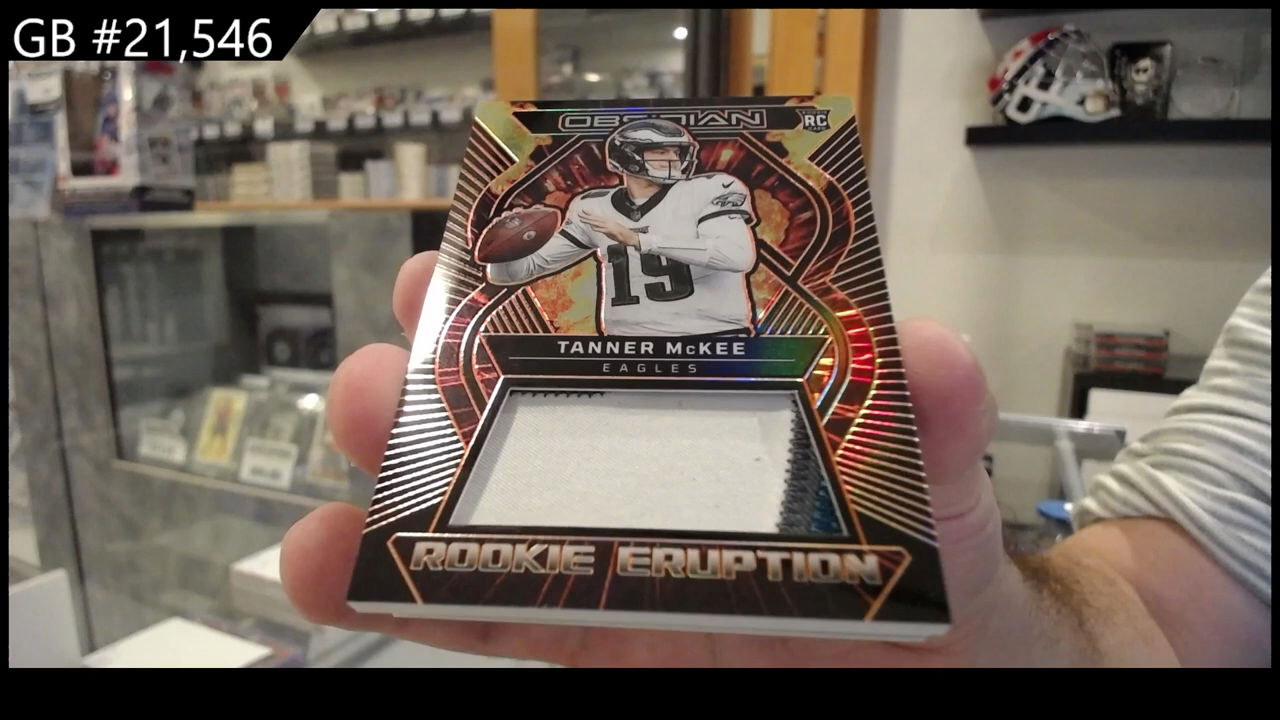 GB #21,546
OBSIDIAN
RC
19
TANNER McKEE
EAGLES
ROOKIE ERUPTION